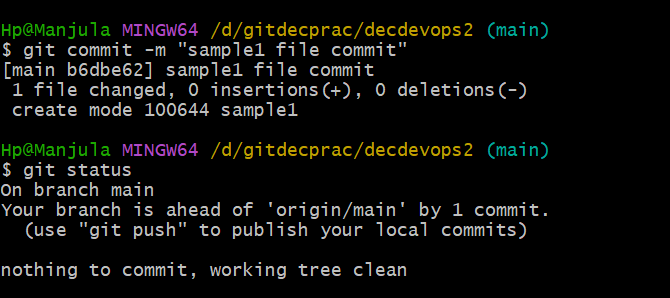 Hp@Manjula MINGW64 /d/gitdecprac/decdevops2 (main)
$ git commit -m "sample1 file commit"
[main b6dbe62] sample1 file commit
 1 file changed, 0 insertions(+), 0 deletions(-)
 create mode 100644 sample1

Hp@Manjula MINGW64 /d/gitdecprac/decdevops2 (main)
$ git status
On branch main
Your branch is ahead of 'origin/main' by 1 commit.
  (use "git push" to publish your local commits)

nothing to commit, working tree clean